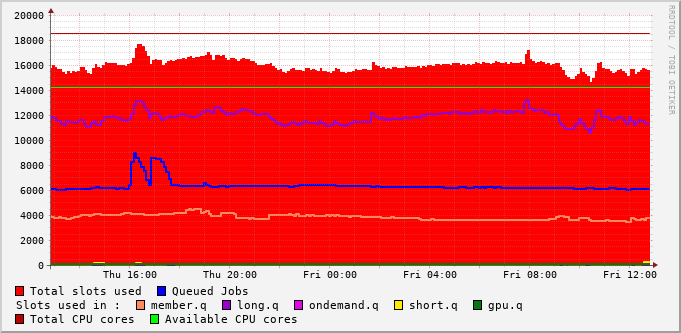 20000
18000
16000
14000
12000
10000
8000
6000
4000
2000
0
Thu 16:00 Thu 20:00 Fri 00:00 Fri 04:00 Fri 08:00 Fri 12:00
Total slots used Queued Jobs
Slots used in : member.q long.q ondemand.q short.q gpu.q
Total CPU cores Available CPU cores
RRDTOOL / TOBI OETIKER